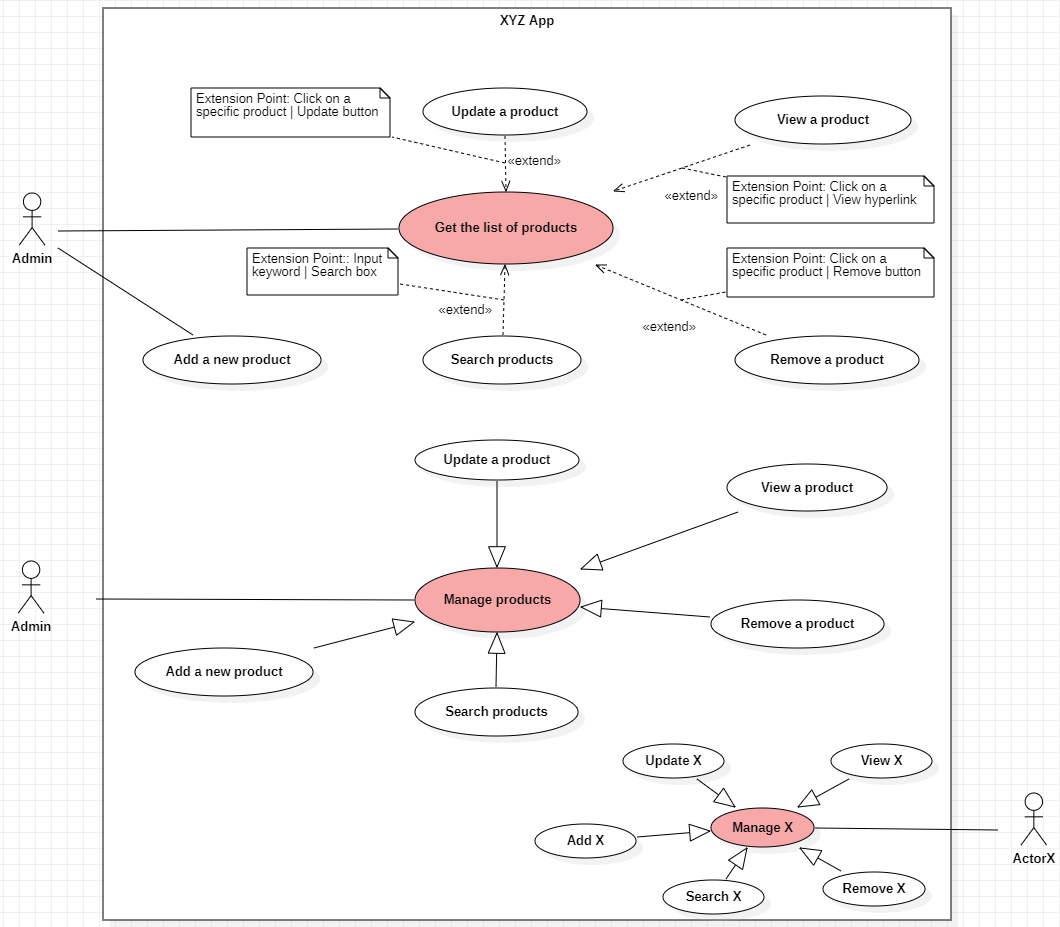 XYZ App
Extension Point: Click on a
specific product | Update button
Update a product
View a product
«extend»
«extend»
Extension Point: Click on a
specific product | View hyperlink
Admin
Get the list of products
Extension Point:: Input
keyword | Search box
Extension Point: Click on a
specific product | Remove button
«extend»
«extend»
Add a new product
Search products
Remove a product
Update a product
View a product
Admin
Manage products
Remove a product
Add a new product
Search products
Update X
View X
Manage X
Add X
ActorX
Search X
Remove X